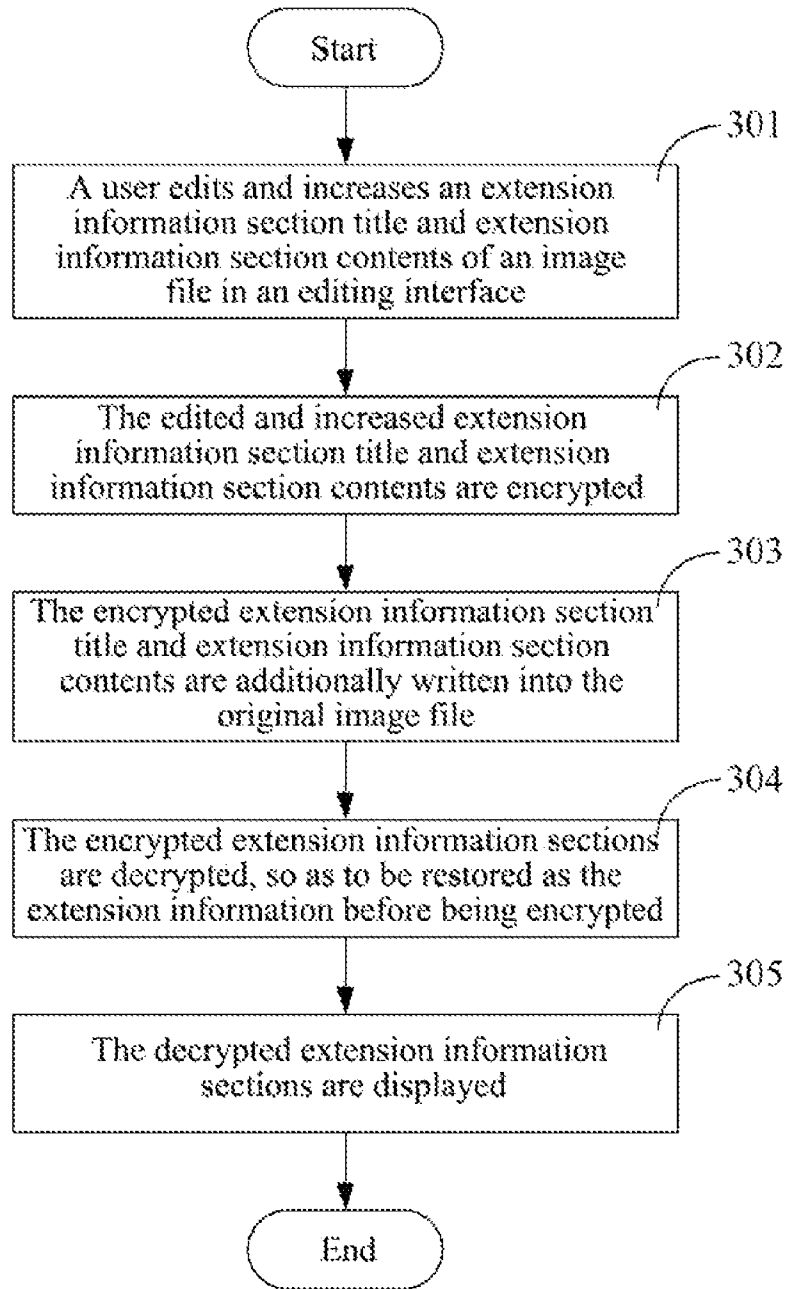 Start
301
A user edits and increases an extension
information section title and extension
information section contents of an image
file in an editing interface
302
The edited and increased extension
information section title and extension
information section contents are encrypted
303
The encrypted extension information section
title and extension information section
contents are additionally written into the
original image file
304
The encrypted extension information sections
are decrypted, so as to be restored as the
extension information before being encrypted
305
The decrypted extension information
sections are displayed
End